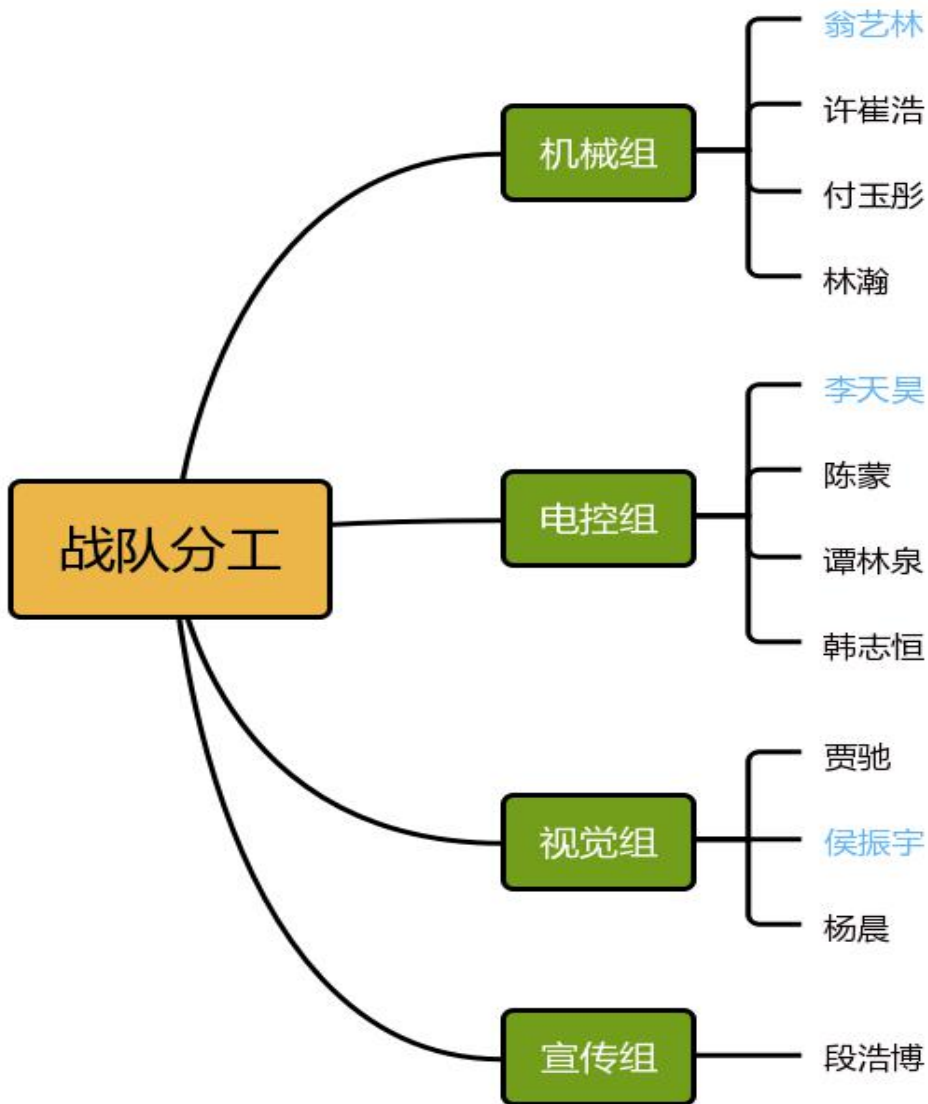 战队分工
机械组
翁艺林
许崔浩
付玉彤
林瀚
电控组
李天昊
陈蒙
谭林泉
韩志恒
视觉组
贾驰
侯振宇
杨晨
宣传组
段浩博